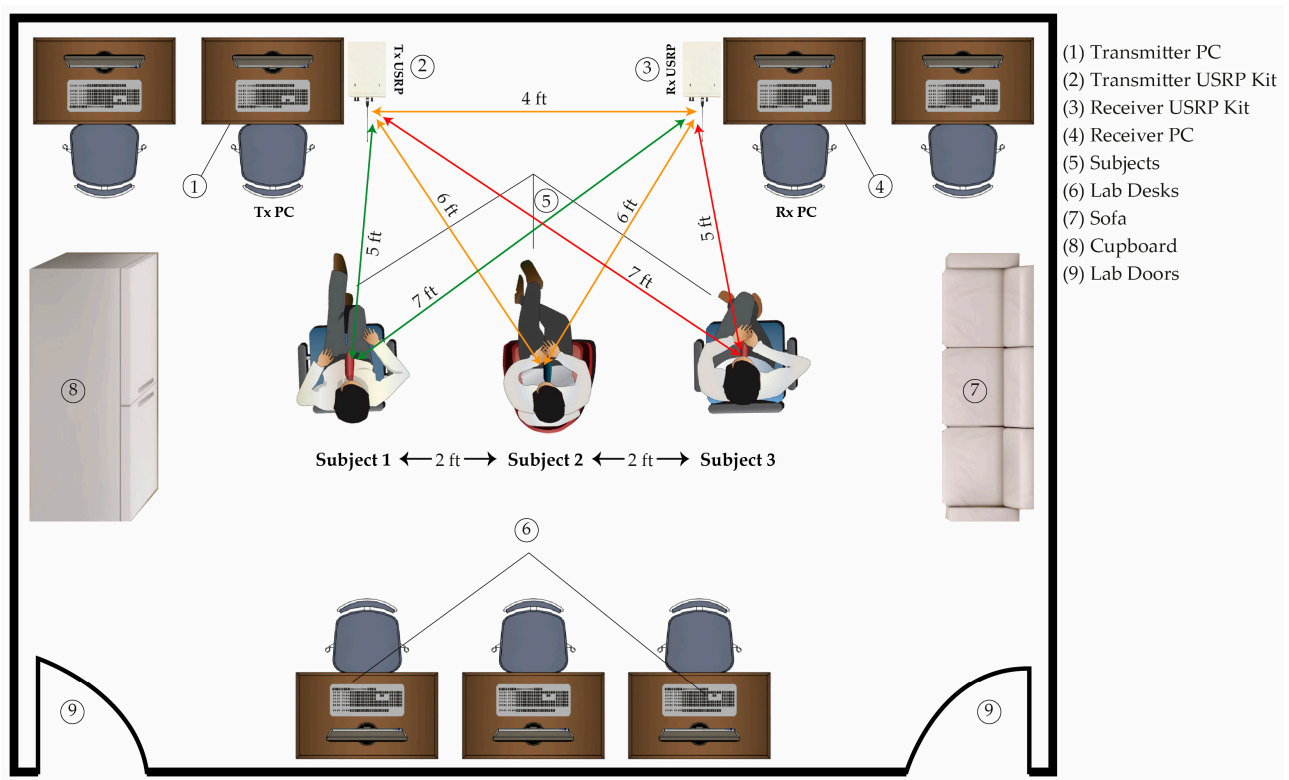 Tx USRP
②
③
Rx USRP
4 ft
①
Tx PC
⑤
Rx PC
④
6 ft
6 ft
5 ft
5 ft
7 ft
7 ft
⑧
⑦
Subject 1 ←2 ft→ Subject 2 ←2 ft→ Subject 3
⑥
⑨
⑨
(1) Transmitter PC
(2) Transmitter USRP Kit
(3) Receiver USRP Kit
(4) Receiver PC
(5) Subjects
(6) Lab Desks
(7) Sofa
(8) Cupboard
(9) Lab Doors